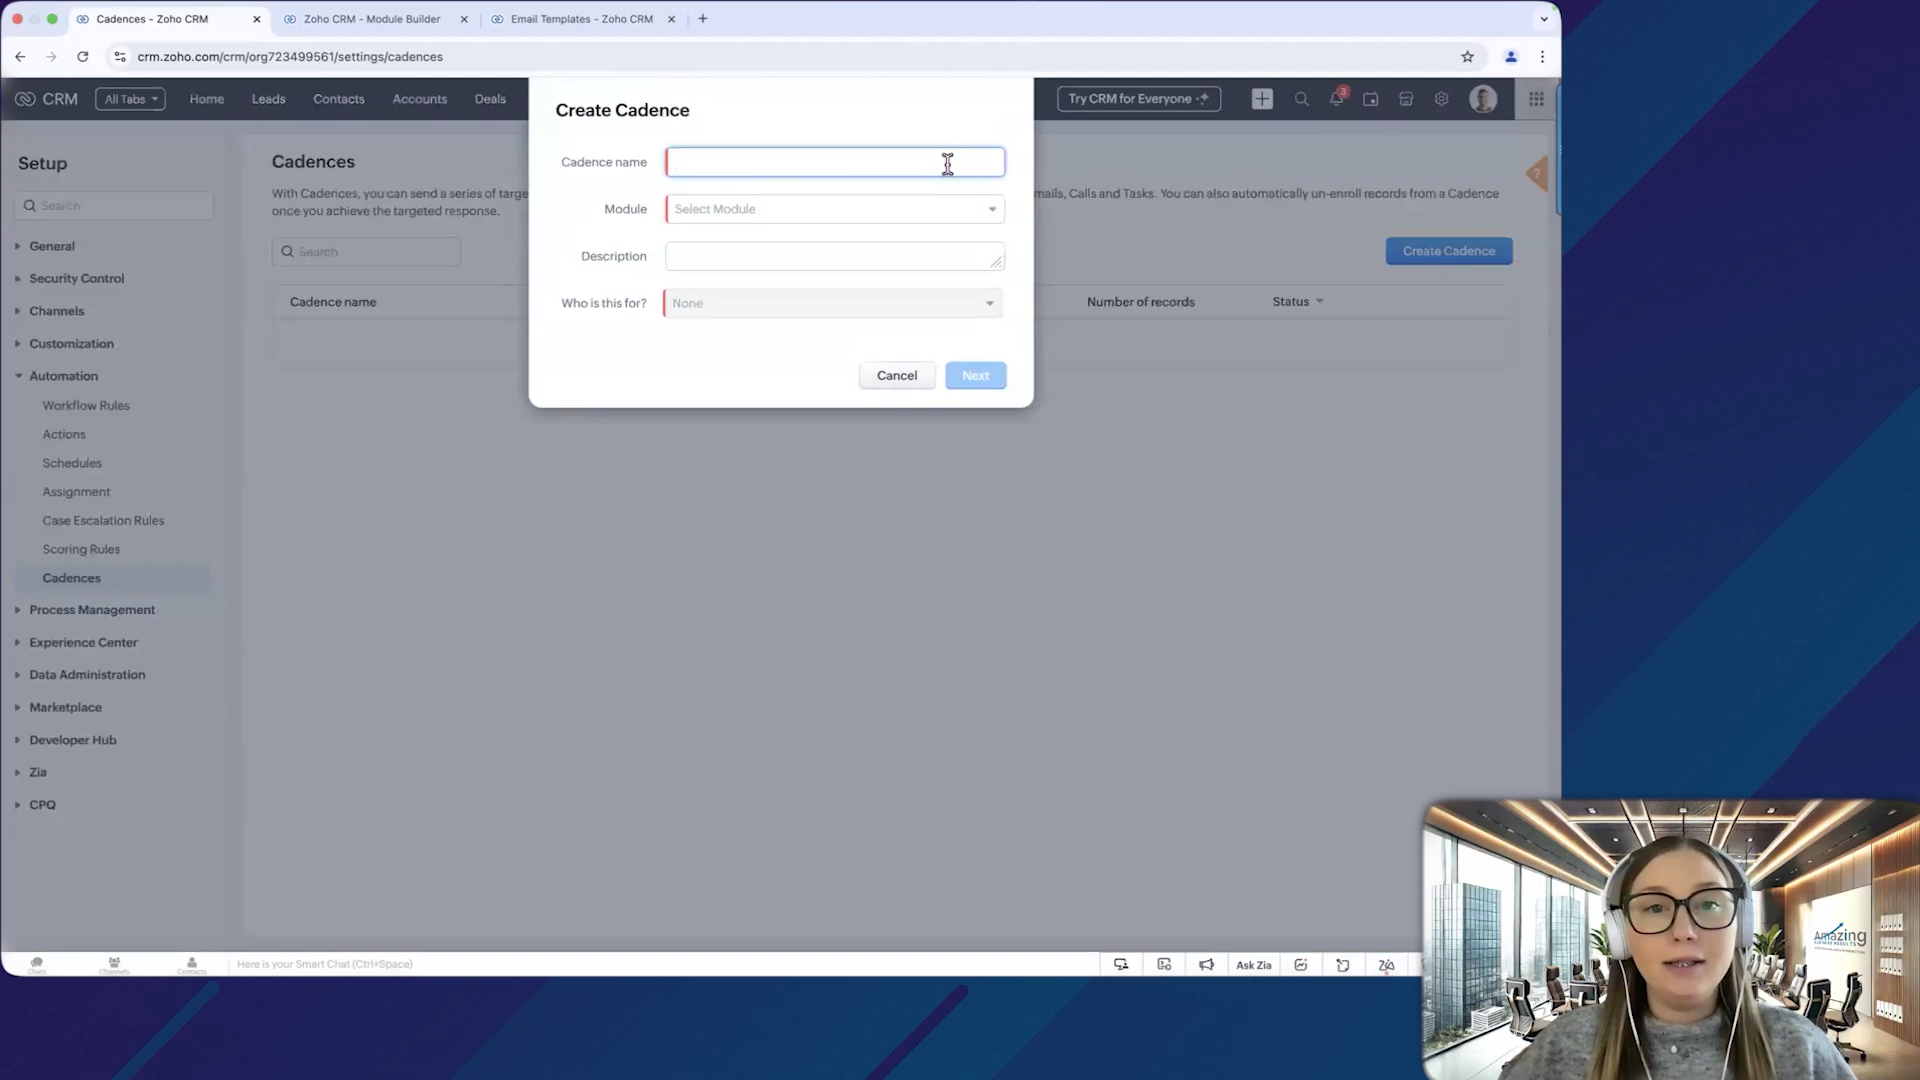 Cadences - Zoho CRM
Zoho CRM - Module Builder
Email Templates - Zoho CRM
crm.zoho.com/crm/org723499561/settings/cadences
CRM
All Tabs
Home
Leads
Contacts
Accounts
Deals
Try CRM for Everyone
3
Create Cadence
Cadence name
Module
Select Module
Description
Who is this for?
None
Cancel
Next
Setup
Search
General
Security Control
Channels
Customization
Automation
Workflow Rules
Actions
Schedules
Assignment
Case Escalation Rules
Scoring Rules
Cadences
Process Management
Experience Center
Data Administration
Marketplace
Developer Hub
Zia
CPQ
Cadences
With Cadences, you can send a series of targe
mails, Calls and Tasks. You can also automatically un-enroll records from a Cadence
once you achieve the targeted response.
?
Search
Create Cadence
Cadence name
Number of records
Status
Chats
Channels
Contacts
Here is your Smart Chat (Ctrl+Space)
Ask Zia
Amazing
BUSINESS RESULTS